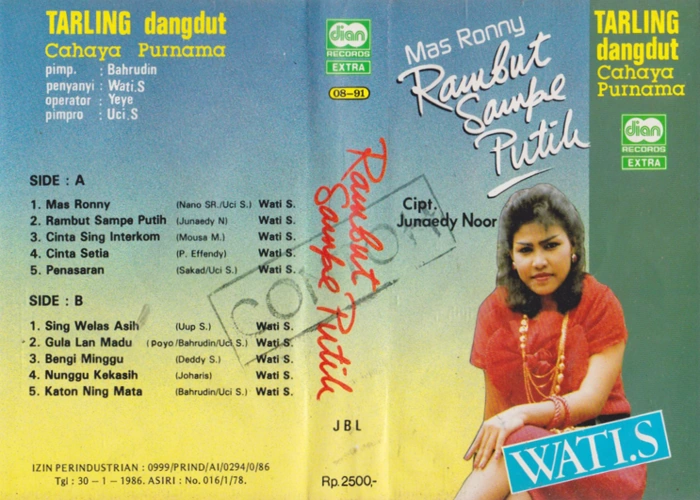 TARLING dangdut
Cahaya Purnama
pimp. : Bahrudin
penyanyi : Wati.S
operator : Yeye
pimpro : Uci.S
SIDE : A
1. Mas Ronny (Nano SR./Uci S.) Wati S.
2. Rambut Sampe Putih (Junaedy N) Wati S.
3. Cinta Sing Interkom (Mousa M.) Wati S.
4. Cinta Setia (P. Effendy) Wati S.
5. Penasaran (Sakad/Uci S.) Wati S.
SIDE : B
1. Sing Welas Asih (Uup S.) Wati S.
2. Gula Lan Madu (Doyo/Bahrudin/Uci S.) Wati S.
3. Bengi Minggu (Deddy S.) Wati S.
4. Nunggu Kekasih (Joharis) Wati S.
5. Katon Ning Mata (Bahrudin/Uci S.) Wati S.
IZIN PERINDUSTRIAN : 0999/PRIND/AI/0294/0/86
Tgl : 30 - 1 - 1986. ASIRI : No. 016/1/78.
CONTOH
dian
RECORDS
EXTRA
08-91
Rambut
Sampe Putih
JBL
Rp. 2500,-
Mas Ronny
Rambut
Sampe
Putih
Cipt.
Junaedy Noor
WATI.S
TARLING
dangdut
Cahaya
Purnama
dian
RECORDS
EXTRA